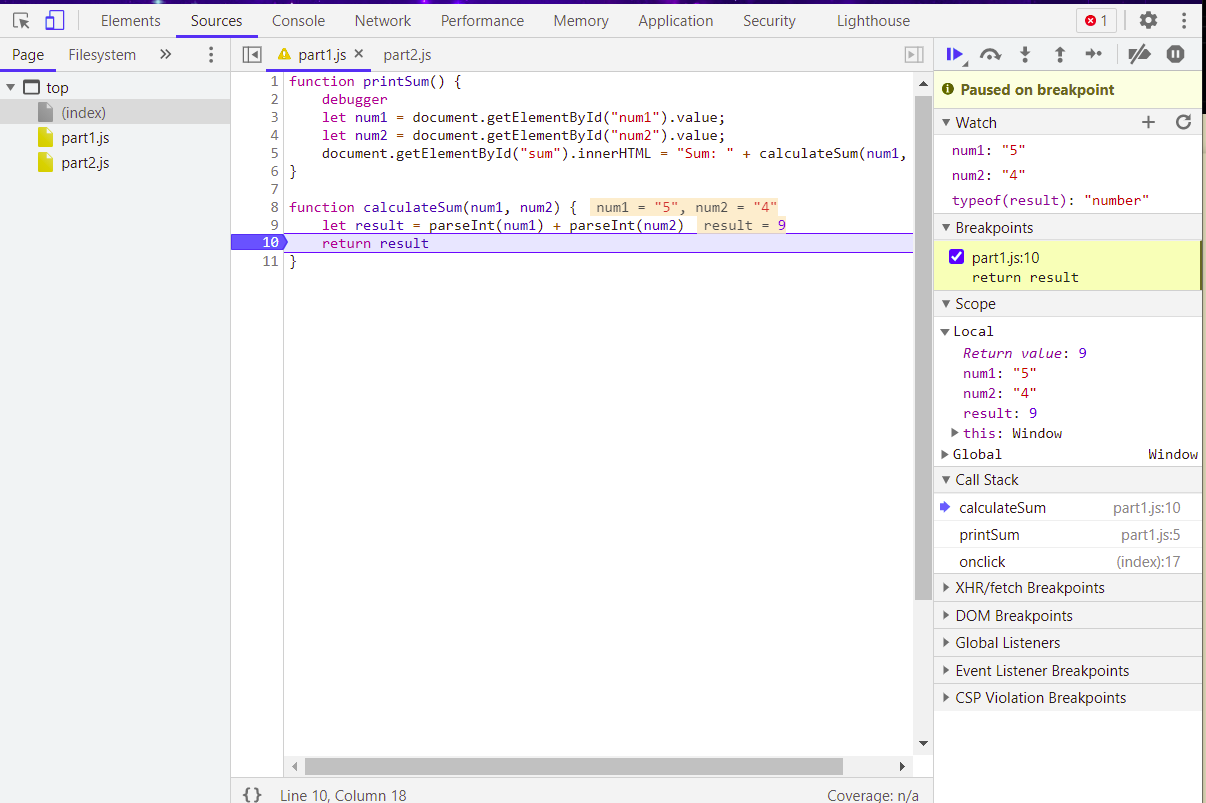 Elements Sources Console Network Performance Memory Application Security Lighthouse 1
Page Filesystem » part1.js × part2.js
top
(index)
part1.js
part2.js
1 function printSum() {
2 debugger
3 let num1 = document.getElementById("num1").value;
4 let num2 = document.getElementById("num2").value;
5 document.getElementById("sum").innerHTML = "Sum: " + calculateSum(num1,
6 }
7
8 function calculateSum(num1, num2) { num1 = "5", num2 = "4"
9 let result = parseInt(num1) + parseInt(num2) result = 9
10 return result
11 }
{} Line 10, Column 18 Coverage: n/a
Paused on breakpoint
Watch
num1: "5"
num2: "4"
typeof(result): "number"
Breakpoints
part1.js:10
return result
Scope
Local
Return value: 9
num1: "5"
num2: "4"
result: 9
this: Window
Global Window
Call Stack
calculateSum part1.js:10
printSum part1.js:5
onclick (index):17
XHR/fetch Breakpoints
DOM Breakpoints
Global Listeners
Event Listener Breakpoints
CSP Violation Breakpoints